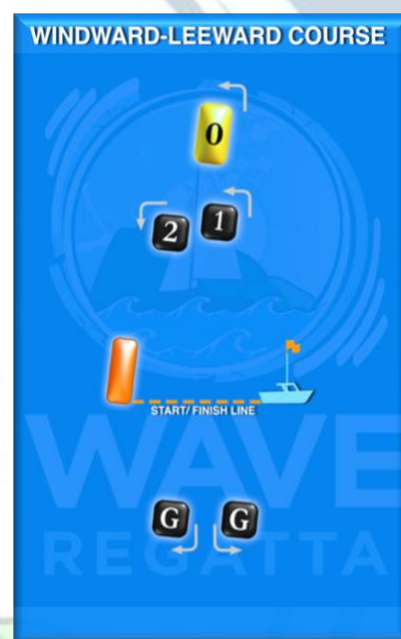 WINDWARD-LEEWARD COURSE
0
2 1
START/ FINISH LINE
WAVE
REGATTA
G G